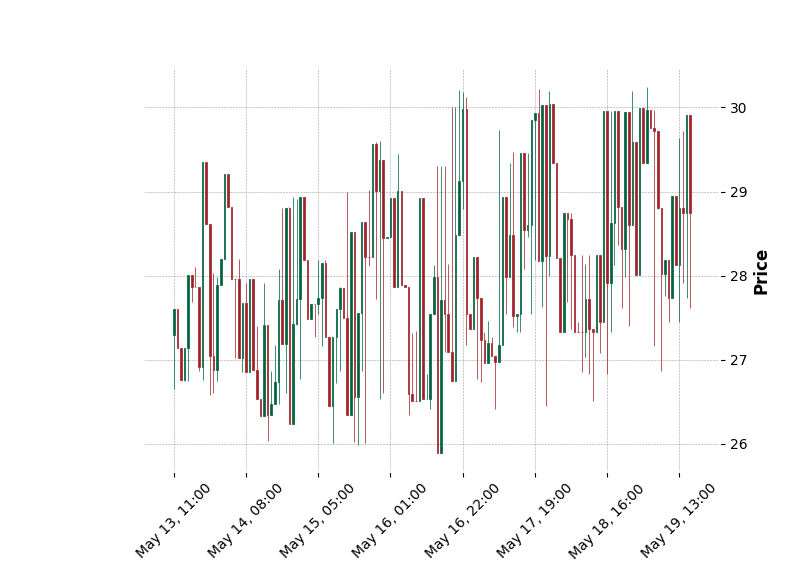 30
29
28
27
26
Price
May 13, 11:00
May 14, 08:00
May 15, 05:00
May 16, 01:00
May 16, 22:00
May 17, 19:00
May 18, 16:00
May 19, 13:00